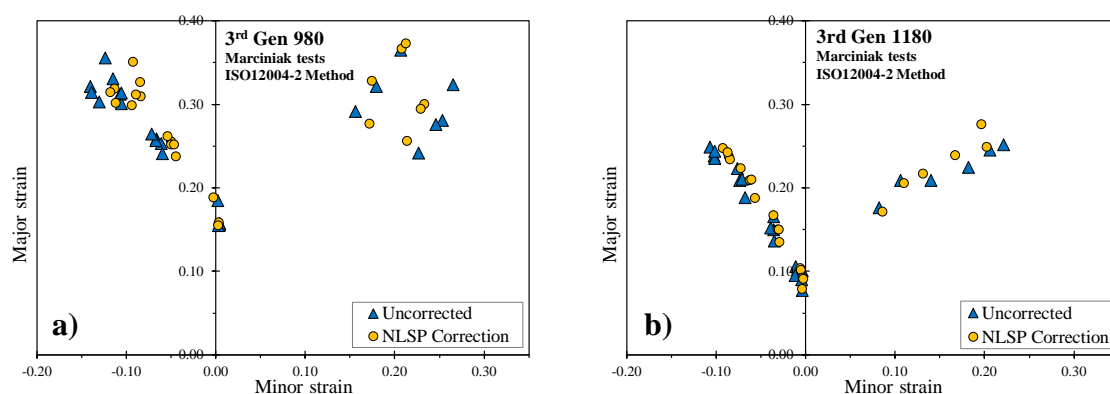 0.40
3rd Gen 980
Marciniak tests
ISO12004-2 Method
0.30
0.20
0.10
0.00
Major strain
Uncorrected
NLSP Correction
a)
-0.20
-0.10
0.00
0.10
0.20
0.30
Minor strain
0.40
3rd Gen 1180
Marciniak tests
ISO12004-2 Method
0.30
0.20
0.10
0.00
Major strain
Uncorrected
NLSP Correction
b)
-0.20
-0.10
0.00
0.10
0.20
0.30
Minor strain